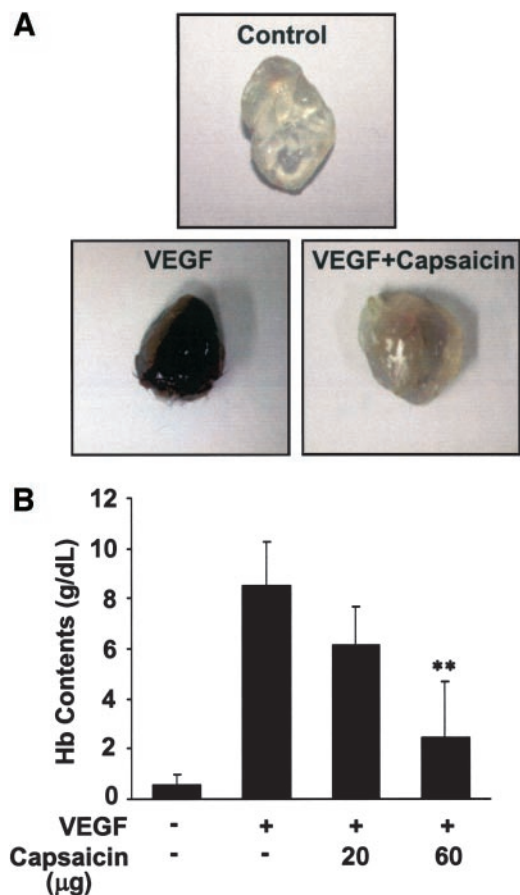 A
Control
VEGF
VEGF+Capsaicin
B
Hb Contents (g/dL)
12
10
8
6
4
2
0
**
VEGF - + + +
Capsaicin - - 20 60
(μg)